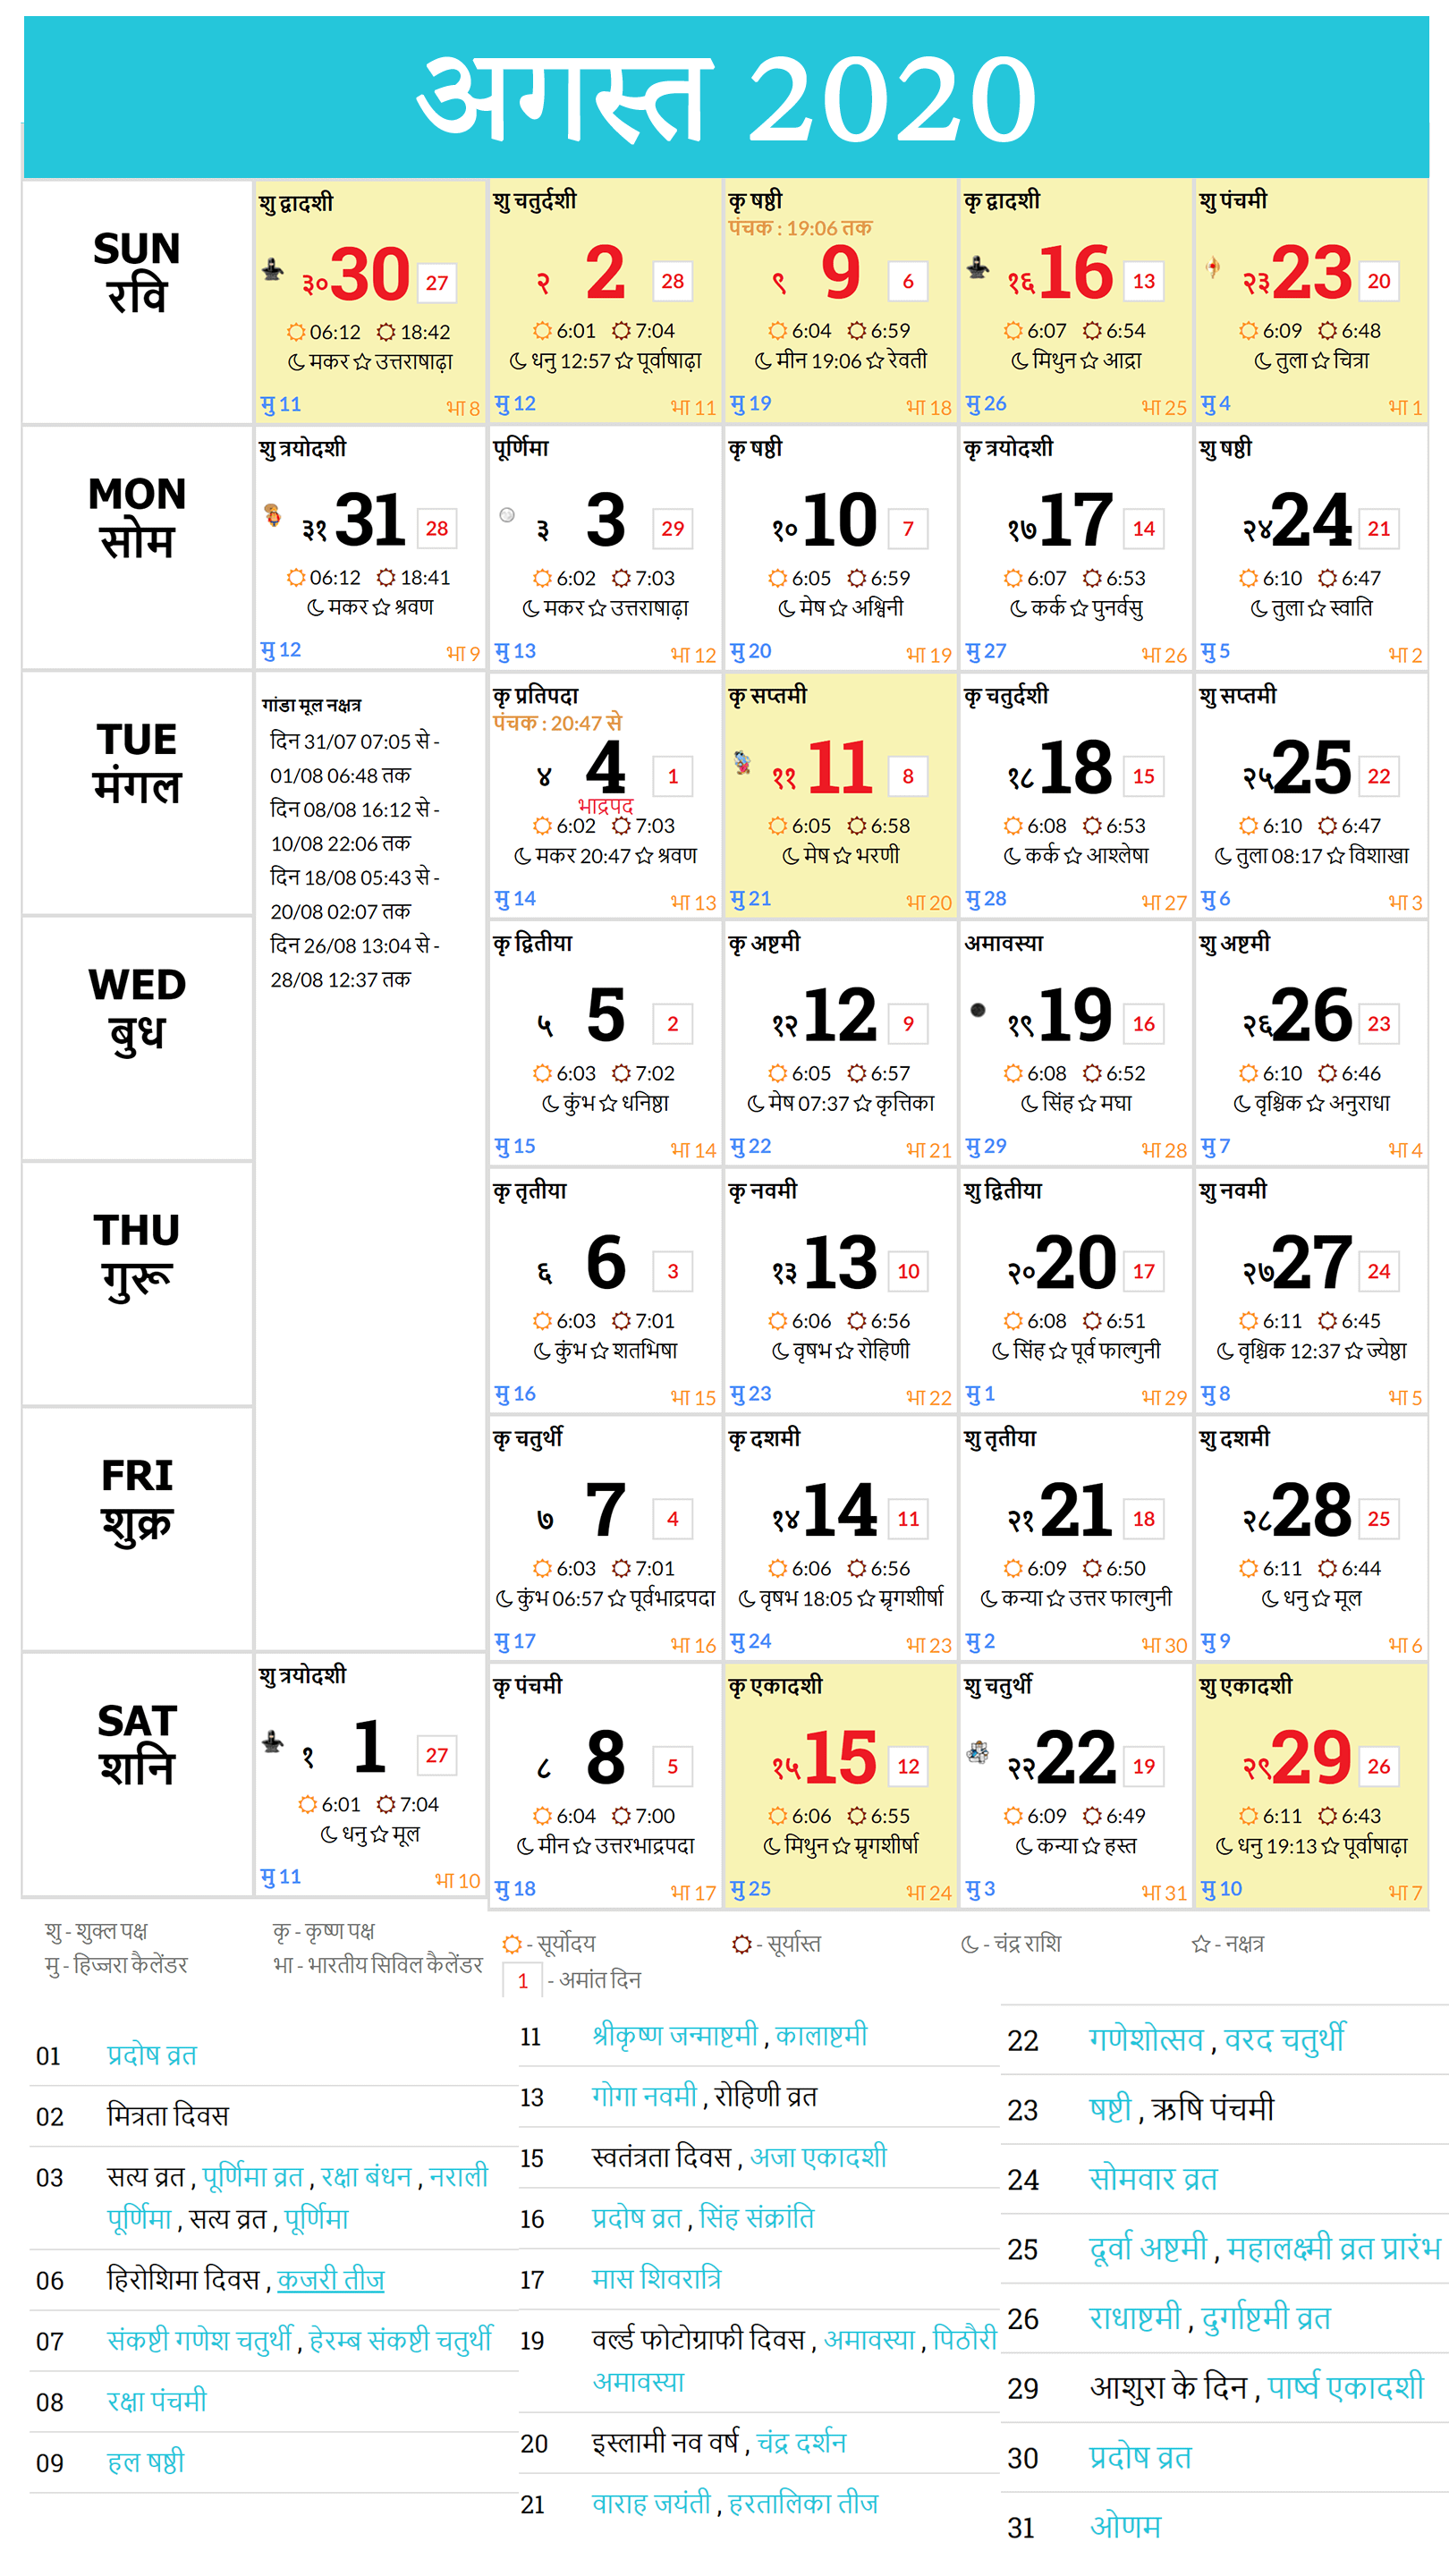 अगस्त 2020
SUN
रवि
शु द्वादशी
३० 30 27
06:12 18:42
मकर उत्तराषाढ़ा
मु 11 भा 8
शु चतुर्दशी
२ 2 28
6:01 7:04
धनु 12:57 पूर्वाषाढ़ा
मु 12 भा 11
कृ षष्ठी
पंचक : 19:06 तक
९ 9 6
6:04 6:59
मीन 19:06 रेवती
मु 19 भा 18
कृ द्वादशी
१६ 16 13
6:07 6:54
मिथुन आद्रा
मु 26 भा 25
शु पंचमी
२३ 23 20
6:09 6:48
तुला चित्रा
मु 4 भा 1
MON
सोम
शु त्रयोदशी
३१ 31 28
06:12 18:41
मकर श्रवण
मु 12 भा 9
पूर्णिमा
३ 3 29
6:02 7:03
मकर उत्तराषाढ़ा
मु 13 भा 12
कृ षष्ठी
१० 10 7
6:05 6:59
मेष अश्विनी
मु 20 भा 19
कृ त्रयोदशी
१७ 17 14
6:07 6:53
कर्क पुनर्वसु
मु 27 भा 26
शु षष्ठी
२४ 24 21
6:10 6:47
तुला स्वाति
मु 5 भा 2
TUE
मंगल
गांडा मूल नक्षत्र
दिन 31/07 07:05 से -
01/08 06:48 तक
दिन 08/08 16:12 से -
10/08 22:06 तक
दिन 18/08 05:43 से -
20/08 02:07 तक
दिन 26/08 13:04 से -
28/08 12:37 तक
कृ प्रतिपदा
पंचक : 20:47 से
४ 4 1
भाद्रपद
6:02 7:03
मकर 20:47 श्रवण
मु 14 भा 13
कृ सप्तमी
११ 11 8
6:05 6:58
मेष भरणी
मु 21 भा 20
कृ चतुर्दशी
१८ 18 15
6:08 6:53
कर्क आश्लेषा
मु 28 भा 27
शु सप्तमी
२५ 25 22
6:10 6:47
तुला 08:17 विशाखा
मु 6 भा 3
WED
बुध
कृ द्वितीया
५ 5 2
6:03 7:02
कुंभ धनिष्ठा
मु 15 भा 14
कृ अष्टमी
१२ 12 9
6:05 6:57
मेष 07:37 कृत्तिका
मु 22 भा 21
अमावस्या
१९ 19 16
6:08 6:52
सिंह मघा
मु 29 भा 28
शु अष्टमी
२६ 26 23
6:10 6:46
वृश्चिक अनुराधा
मु 7 भा 4
THU
गुरू
कृ तृतीया
६ 6 3
6:03 7:01
कुंभ शतभिषा
मु 16 भा 15
कृ नवमी
१३ 13 10
6:06 6:56
वृषभ रोहिणी
मु 23 भा 22
शु द्वितीया
२० 20 17
6:08 6:51
सिंह पूर्व फाल्गुनी
मु 1 भा 29
शु नवमी
२७ 27 24
6:11 6:45
वृश्चिक 12:37 ज्येष्ठा
मु 8 भा 5
FRI
शुक्र
कृ चतुर्थी
७ 7 4
6:03 7:01
कुंभ 06:57 पूर्वभाद्रपदा
मु 17 भा 16
कृ दशमी
१४ 14 11
6:06 6:56
वृषभ 18:05 म्रृगशीर्षा
मु 24 भा 23
शु तृतीया
२१ 21 18
6:09 6:50
कन्या उत्तर फाल्गुनी
मु 2 भा 30
शु दशमी
२८ 28 25
6:11 6:44
धनु मूल
मु 9 भा 6
SAT
शनि
शु त्रयोदशी
१ 1 27
6:01 7:04
धनु मूल
मु 11 भा 10
कृ पंचमी
८ 8 5
6:04 7:00
मीन उत्तरभाद्रपदा
मु 18 भा 17
कृ एकादशी
१५ 15 12
6:06 6:55
मिथुन म्रृगशीर्षा
मु 25 भा 24
शु चतुर्थी
२२ 22 19
6:09 6:49
कन्या हस्त
मु 3 भा 31
शु एकादशी
२९ 29 26
6:11 6:43
धनु 19:13 पूर्वाषाढ़ा
मु 10 भा 7
शु - शुक्ल पक्ष कृ - कृष्ण पक्ष
मु - हिज्जरा कैलेंडर भा - भारतीय सिविल कैलेंडर
- सूर्योदय - सूर्यास्त - चंद्र राशि - नक्षत्र
1 - अमांत दिन
01 प्रदोष व्रत
02 मित्रता दिवस
03 सत्य व्रत , पूर्णिमा व्रत , रक्षा बंधन , नराली
पूर्णिमा , सत्य व्रत , पूर्णिमा
06 हिरोशिमा दिवस , कजरी तीज
07 संकष्टी गणेश चतुर्थी , हेरम्ब संकष्टी चतुर्थी
08 रक्षा पंचमी
09 हल षष्ठी
11 श्रीकृष्ण जन्माष्टमी , कालाष्टमी
13 गोगा नवमी , रोहिणी व्रत
15 स्वतंत्रता दिवस , अजा एकादशी
16 प्रदोष व्रत , सिंह संक्रांति
17 मास शिवरात्रि
19 वर्ल्ड फोटोग्राफी दिवस , अमावस्या , पिठौरी
अमावस्या
20 इस्लामी नव वर्ष , चंद्र दर्शन
21 वाराह जयंती , हरतालिका तीज
22 गणेशोत्सव , वरद चतुर्थी
23 षष्टी , ऋषि पंचमी
24 सोमवार व्रत
25 दूर्वा अष्टमी , महालक्ष्मी व्रत प्रारंभ
26 राधाष्टमी , दुर्गाष्टमी व्रत
29 आशुरा के दिन , पार्ष्व एकादशी
30 प्रदोष व्रत
31 ओणम